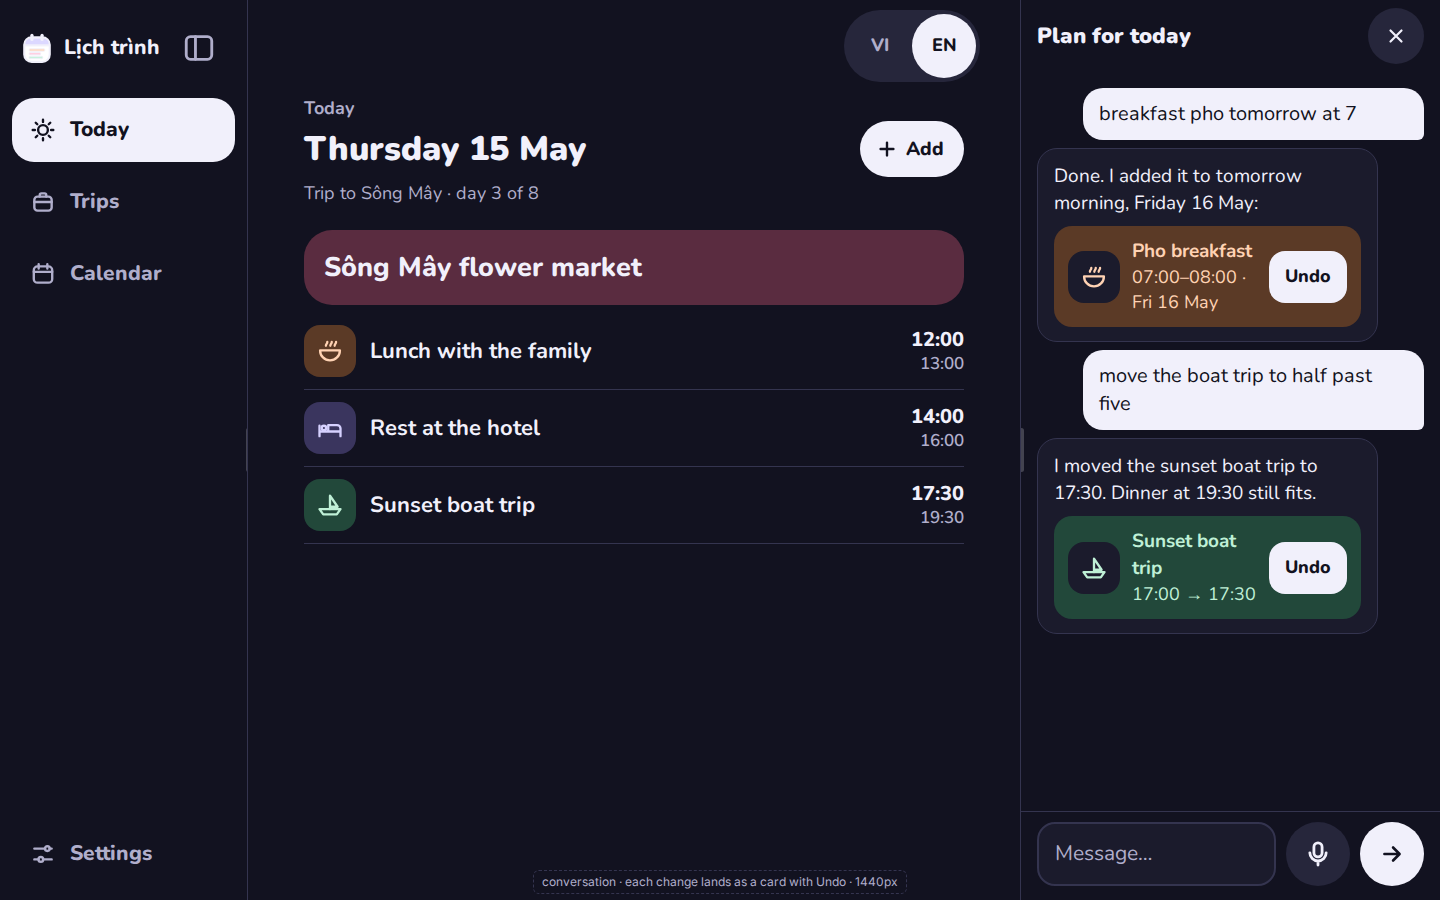 Lịch trình
Today
Trips
Calendar
Settings
VI
EN
Today
Thursday 15 May
Trip to Sông Mây · day 3 of 8
Add
Sông Mây flower market
Lunch with the family
12:00
13:00
Rest at the hotel
14:00
16:00
Sunset boat trip
17:30
19:30
conversation · each change lands as a card with Undo · 1440px
Plan for today
breakfast pho tomorrow at 7
Done. I added it to tomorrow
morning, Friday 16 May:
Pho breakfast
07:00–08:00 ·
Fri 16 May
Undo
move the boat trip to half past
five
I moved the sunset boat trip to
17:30. Dinner at 19:30 still fits.
Sunset boat
trip
17:00 → 17:30
Undo
Message...